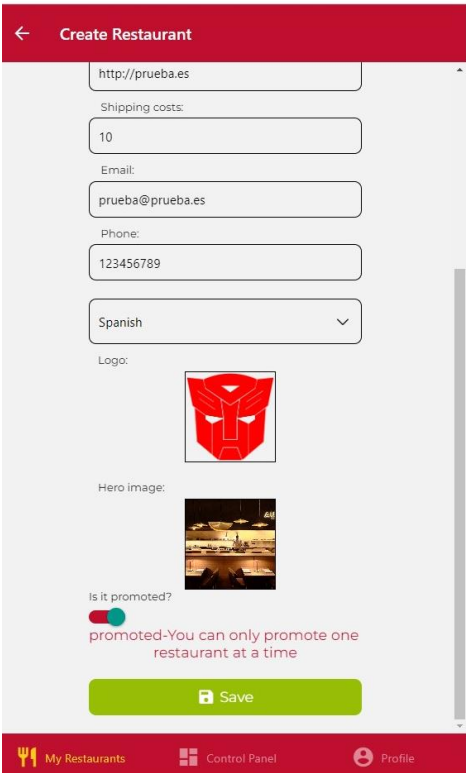 Create Restaurant
http://prueba.es
Shipping costs:
10
Email:
prueba@prueba.es
Phone:
123456789
Spanish
Logo:
Hero image:
Is it promoted?
promoted-You can only promote one
restaurant at a time
Save
My Restaurants
Control Panel
Profile